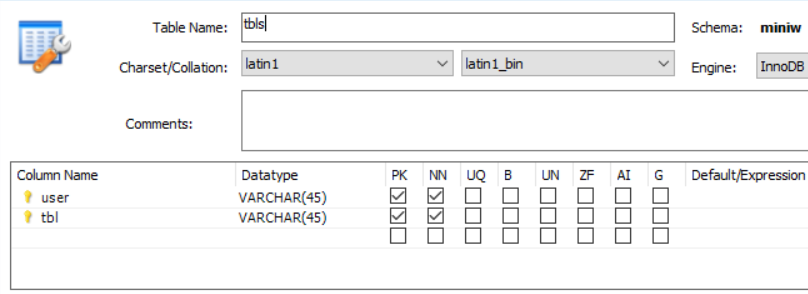 Table Name: tbls Schema: miniw
Charset/Collation: latin1 latin1_bin Engine: InnoDB
Comments:
Column Name Datatype PK NN UQ B UN ZF AI G Default/Expression
user VARCHAR(45)
tbl VARCHAR(45)